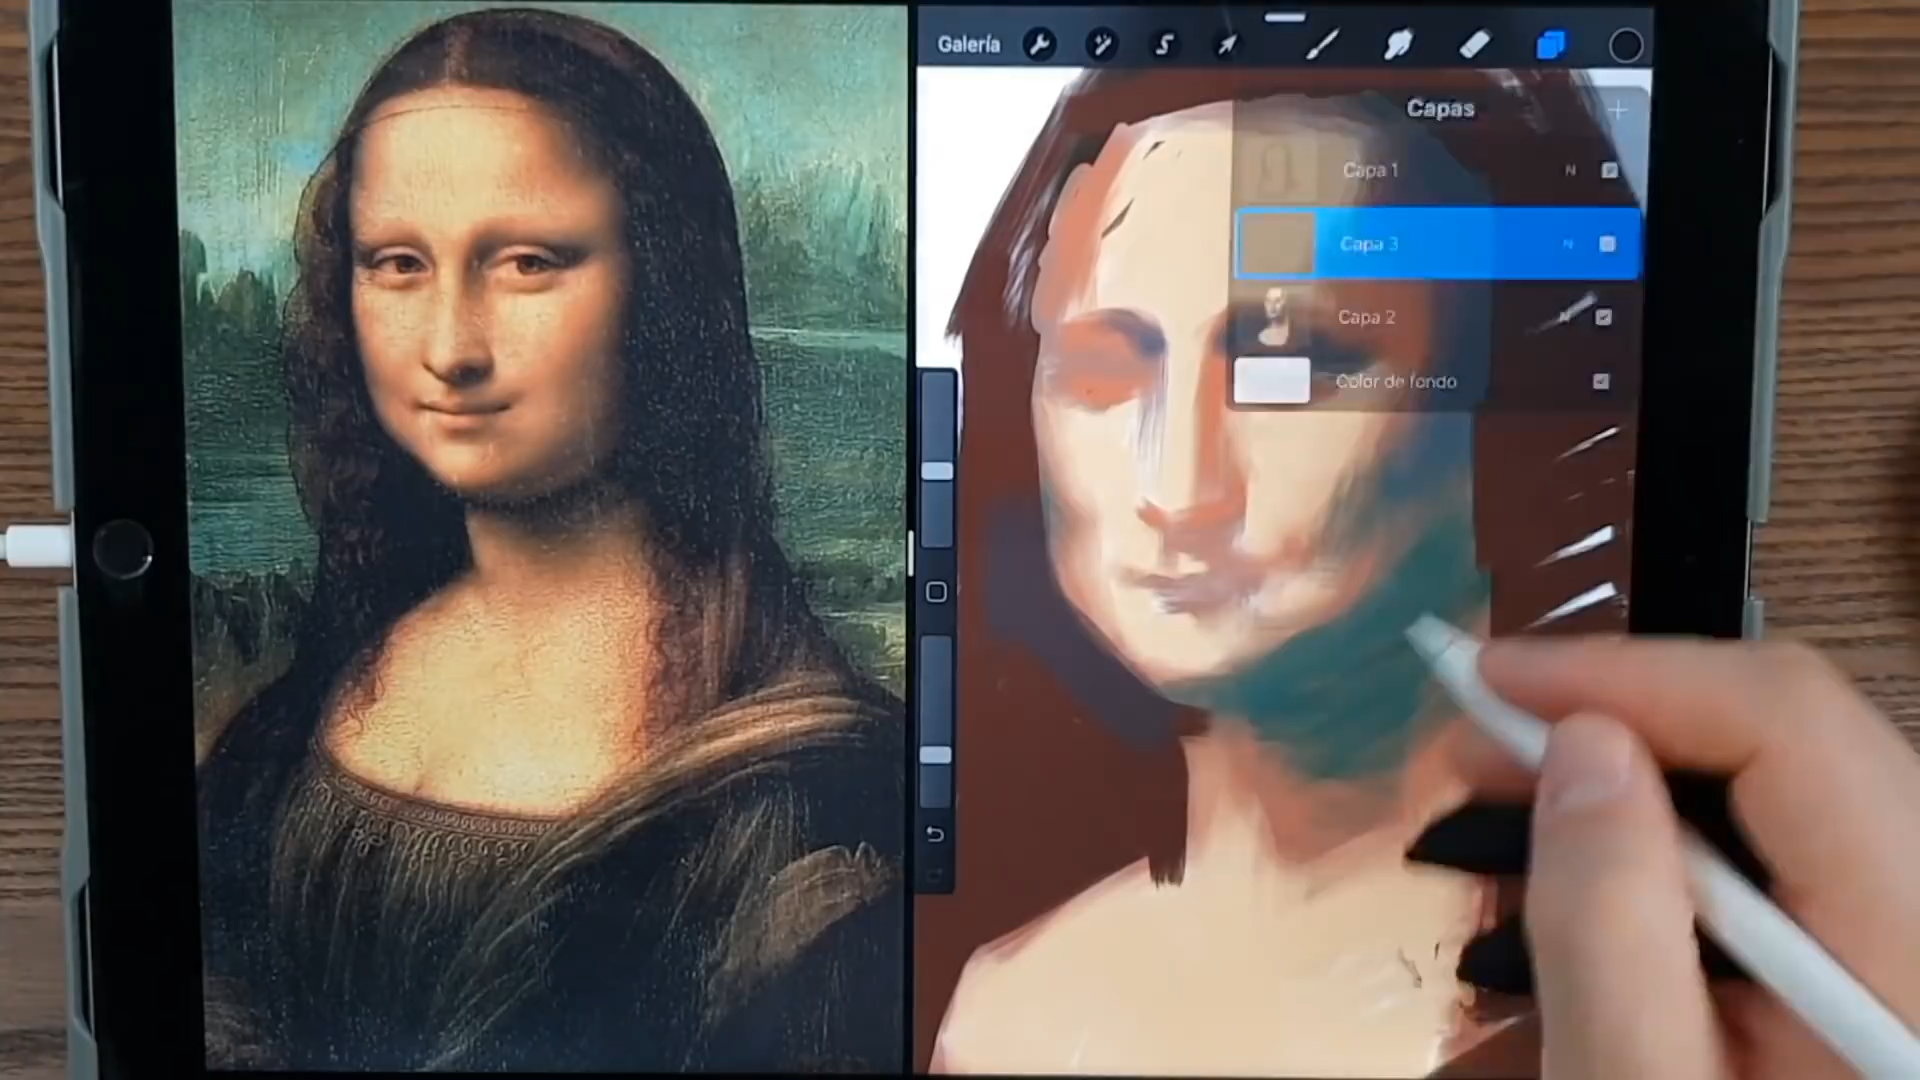 Galería
Capas
Capa 1
N
Capa 3
N
Capa 2
N
Color de fondo